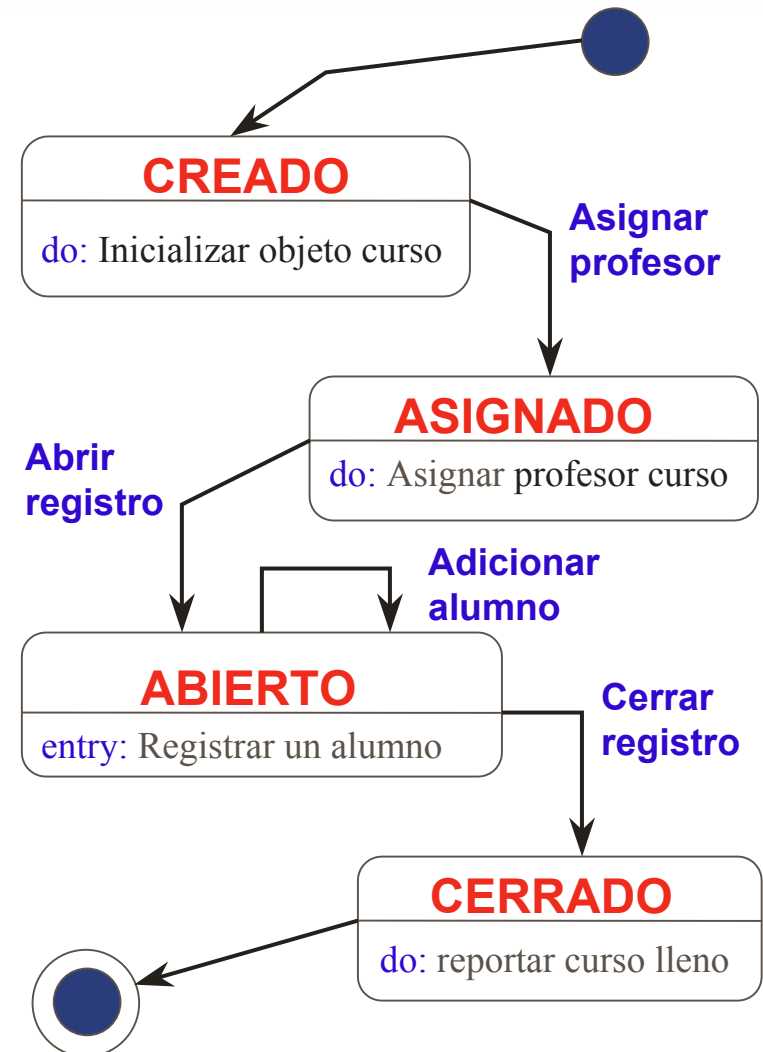 CREADO
do: Inicializar objeto curso
Asignar
profesor
ASIGNADO
do: Asignar profesor curso
Abrir
registro
Adicionar
alumno
ABIERTO
entry: Registrar un alumno
Cerrar
registro
CERRADO
do: reportar curso lleno